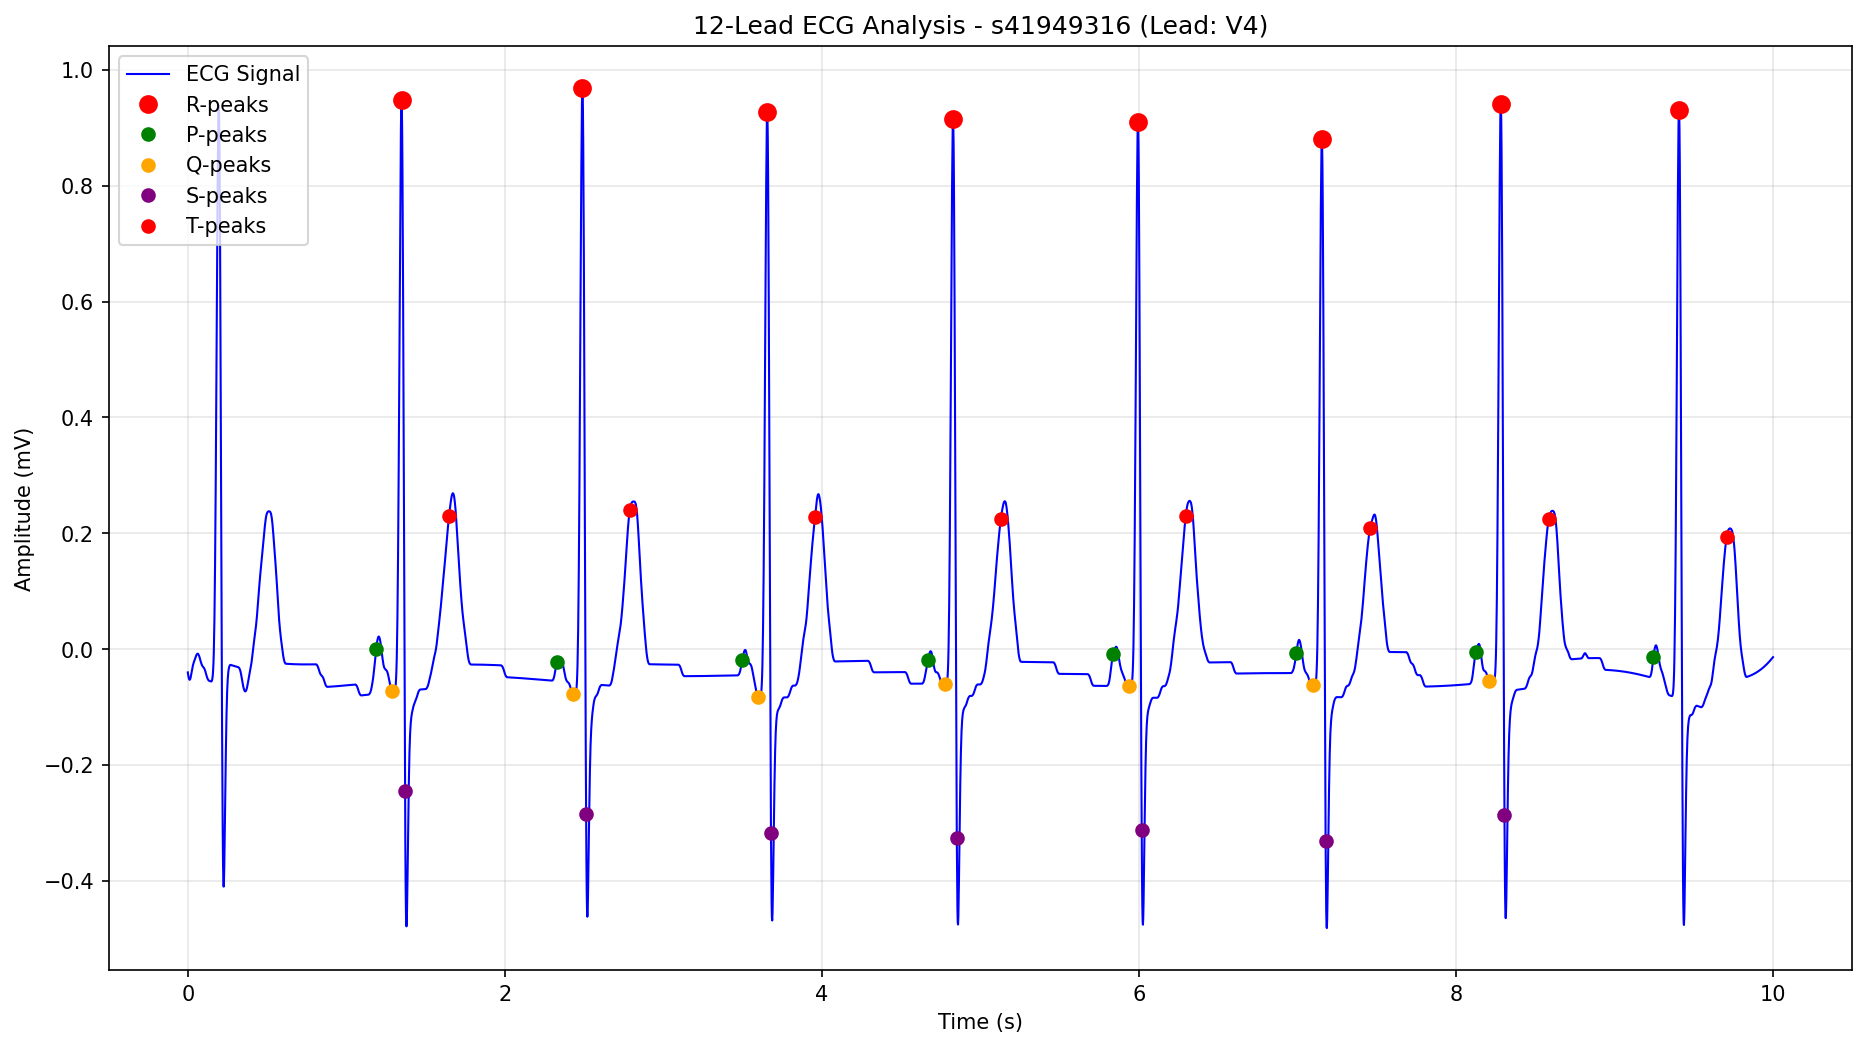 12-Lead ECG Analysis - s41949316 (Lead: V4)
ECG Signal
R-peaks
P-peaks
Q-peaks
S-peaks
T-peaks
1.0
0.8
0.6
0.4
0.2
0.0
−0.2
−0.4
Amplitude (mV)
0 2 4 6 8 10
Time (s)